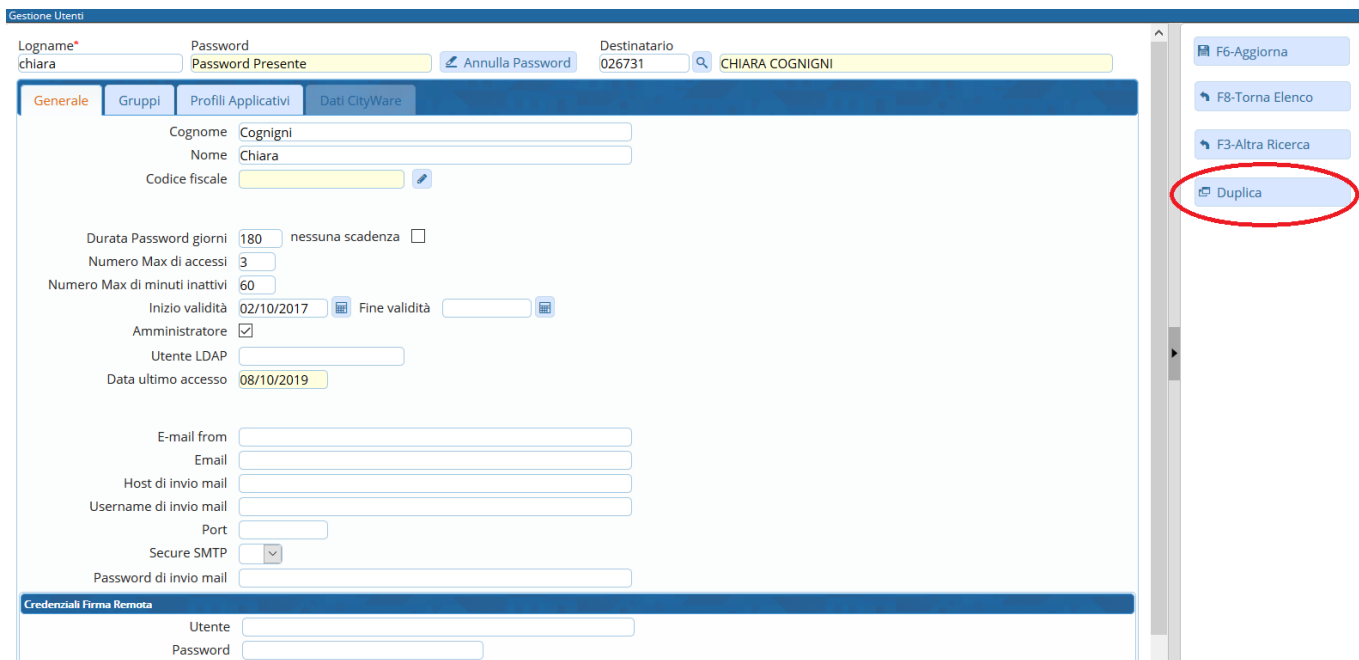 Gestione Utenti
Logname* Password Destinatario
chiara Password Presente Annulla Password 026731 CHIARA COGNIGNI
Generale Gruppi Profili Applicativi Dati CityWare
Cognome Cognigni
Nome Chiara
Codice fiscale
Durata Password giorni 180 nessuna scadenza
Numero Max di accessi 3
Numero Max di minuti inattivi 60
Inizio validità 02/10/2017 Fine validità
Amministratore
Utente LDAP
Data ultimo accesso 08/10/2019
E-mail from
Email
Host di invio mail
Username di invio mail
Port
Secure SMTP
Password di invio mail
Credenziali Firma Remota
Utente
Password
F6-Aggiorna
F8-Torna Elenco
F3-Altra Ricerca
Duplica